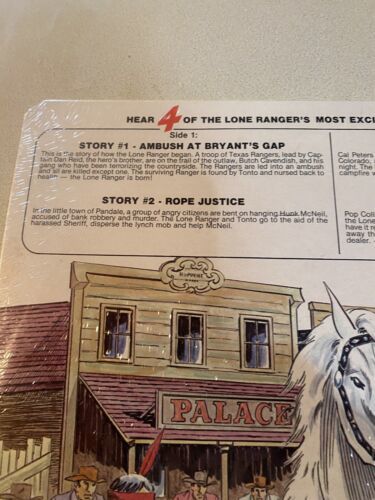 HEAR 4 OF THE LONE RANGER'S MOST EXCI
Side 1:
STORY #1 - AMBUSH AT BRYANT'S GAP
This is the story of how the Lone Ranger began. A troop of Texas Rangers, lead by Cap-
tain Dan Reid, the hero's brother, are on the trail of the outlaw, Butch Cavendish, and his
gang who have been terrorizing the countryside. The Rangers are led into an ambush
and all are killed except one. The surviving Ranger is found by Tonto and nursed back to
health — the Lone Ranger is born!
STORY #2 - ROPE JUSTICE
In the little town of Pandale, a group of angry citizens are bent on hanging Hunk McNeil,
accused of bank robbery and murder. The Lone Ranger and Tonto go to the aid of the
harassed Sheriff, disperse the lynch mob and help McNeil.
Cal Peters
Colorado,
night. The
campfire w
Pop Coll
the Lone
have it re
away th
dealer.
PALACE